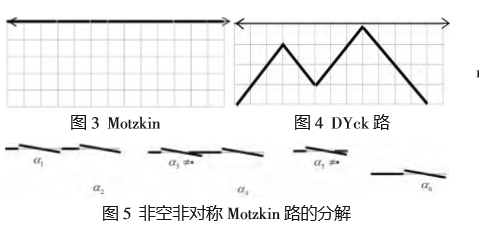 图3 Motzkin
图4 DYck 路
α1
α2
α3 ≠•
α4
α5 ≠•
α6
图5 非空非对称 Motzkin 路的分解